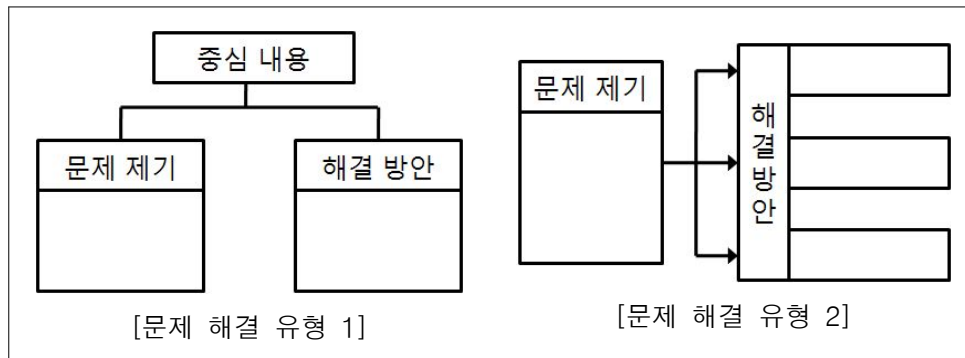 중심 내용
문제 제기
해결 방안
[문제 해결 유형 1]
문제 제기
해결방안
[문제 해결 유형 2]